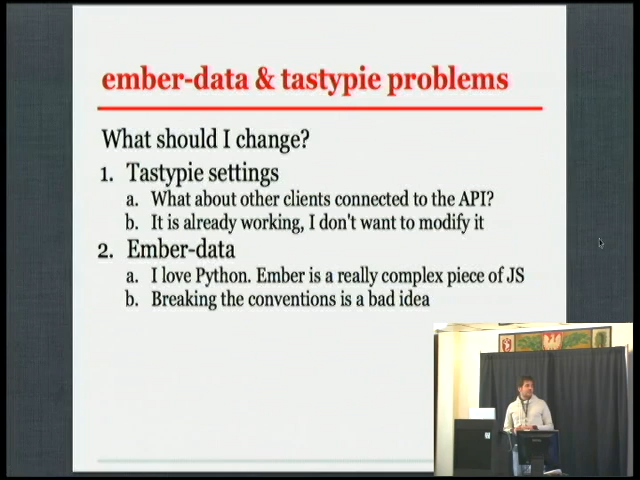 ember-data & tastypie problems
What should I change?
1. Tastypie settings
a. What about other clients connected to the API?
b. It is already working, I don't want to modify it
2. Ember-data
a. I love Python. Ember is a really complex piece of JS
b. Breaking the conventions is a bad idea